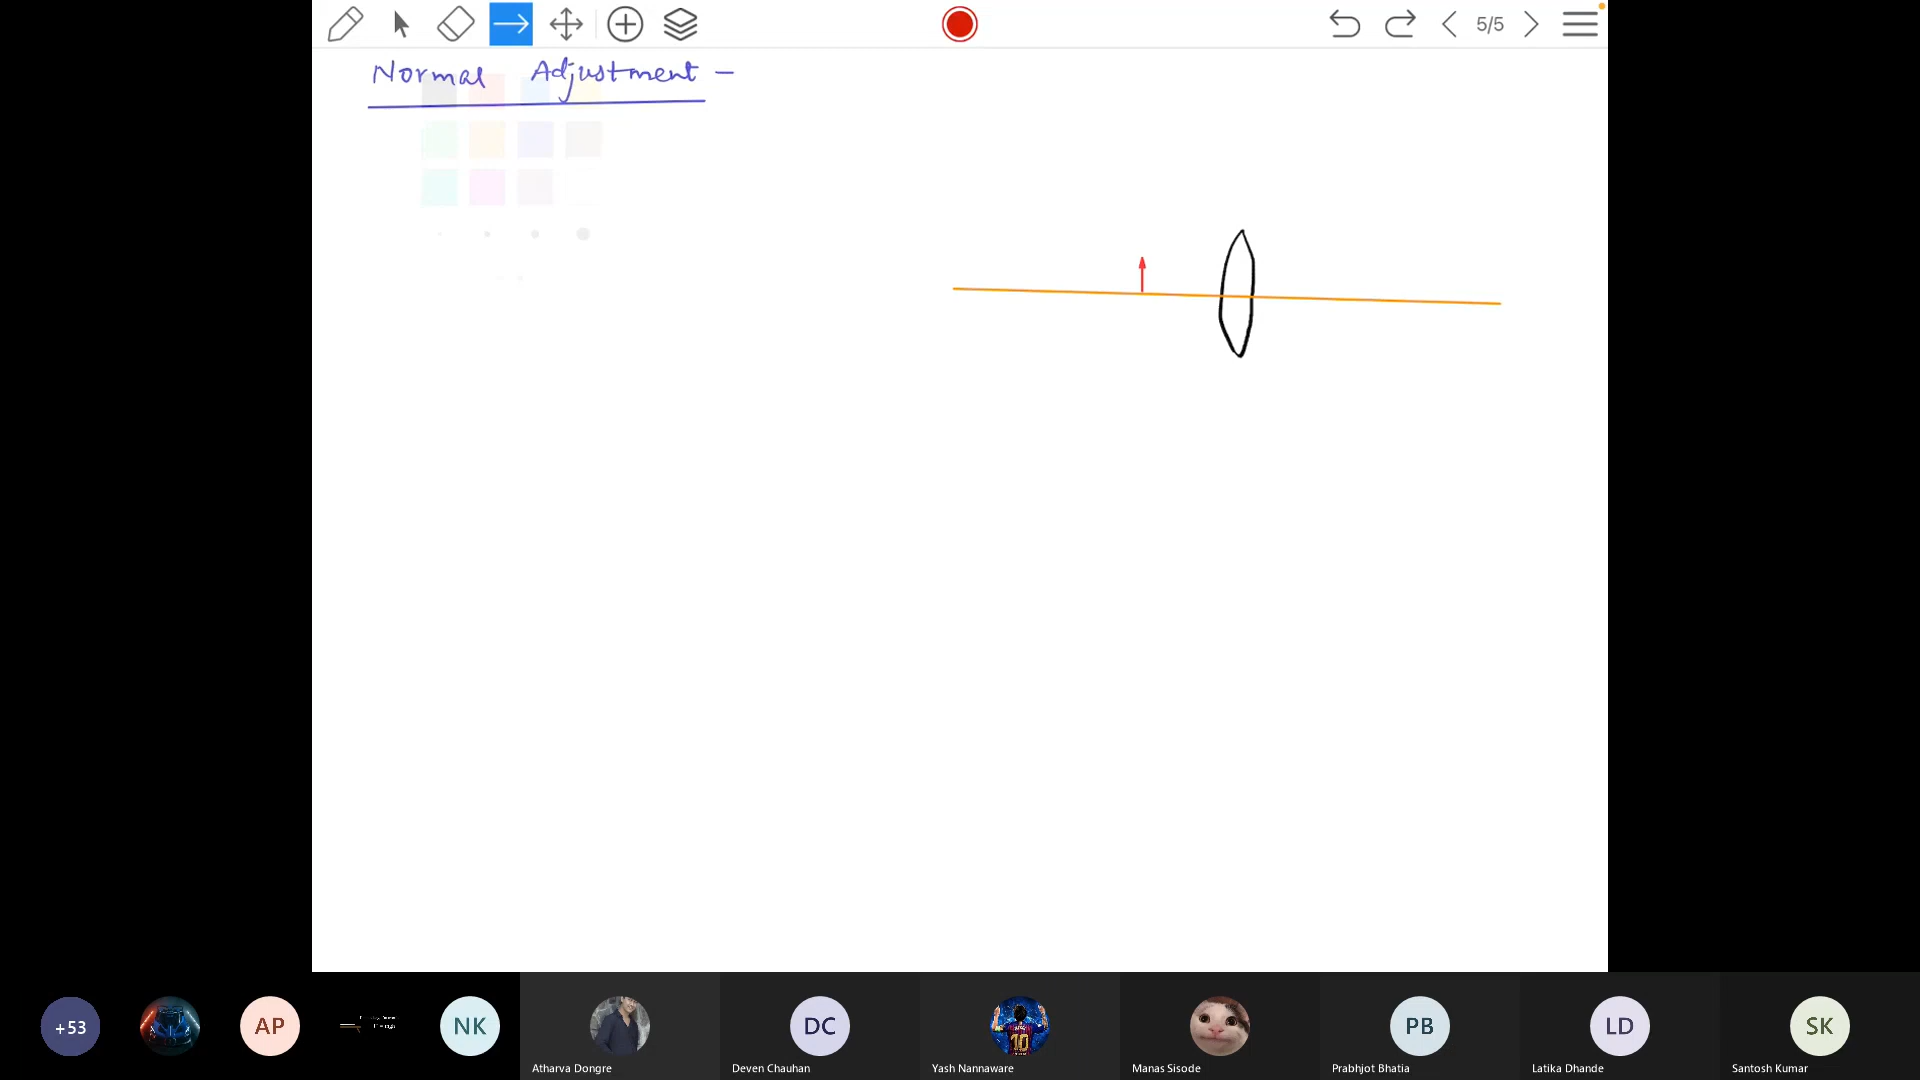 5/5
Normal Adjustment -
+53
AP
NK
DC
10
PB
LD
SK
Atharva Dongre
Deven Chauhan
Yash Nannaware
Manas Sisode
Prabhjot Bhatia
Latika Dhande
Santosh Kumar